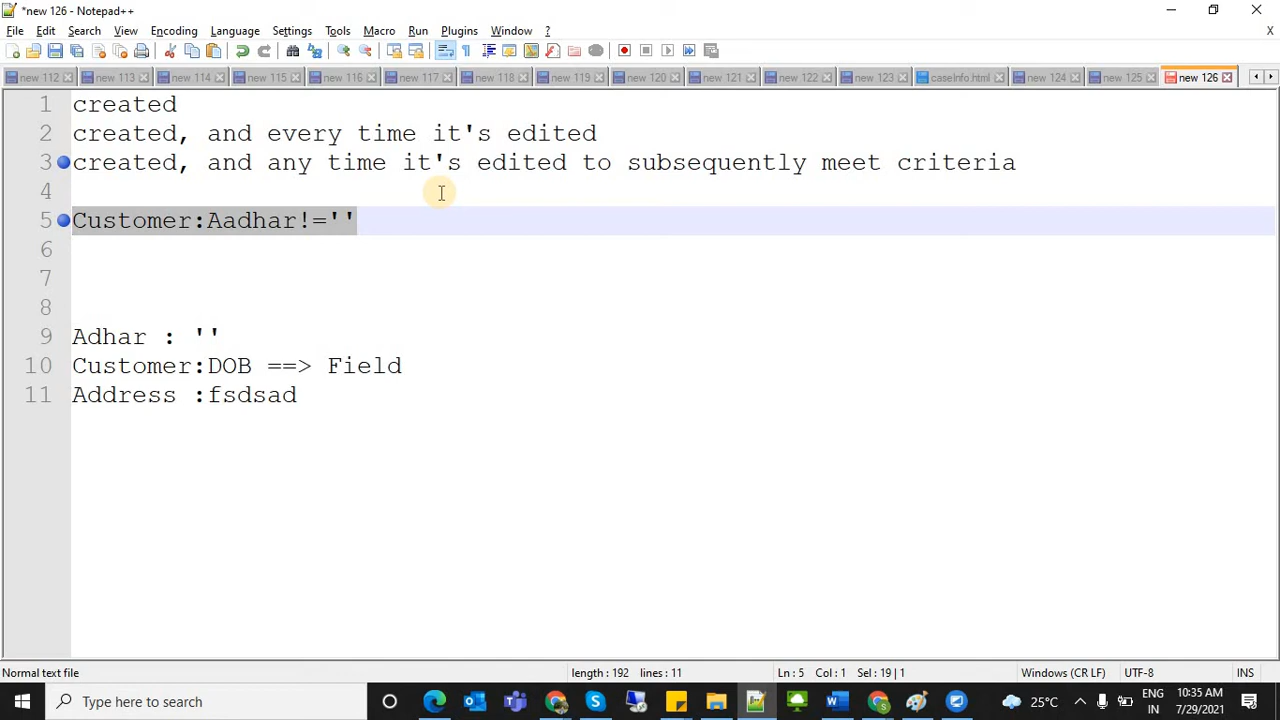 *new 126 - Notepad++
File Edit Search View Encoding Language Settings Tools Macro Run Plugins Window ? X
new 112 new 113 new 114 new 115 new 116 new 117 new 118 new 119 new 120 new 121 new 122 new 123 caseInfo.html new 124 new 125 new 126
1 created
2 created, and every time it's edited
3 created, and any time it's edited to subsequently meet criteria
4
5 Customer:Aadhar!=''
6
7
8
9 Adhar : ''
10 Customer:DOB ==> Field
11 Address :fsdsad
Normal text file length : 192 lines : 11 Ln : 5 Col : 1 Sel : 19 | 1 Windows (CR LF) UTF-8 INS
Type here to search 25°C ENG 10:35 AM
IN 7/29/2021